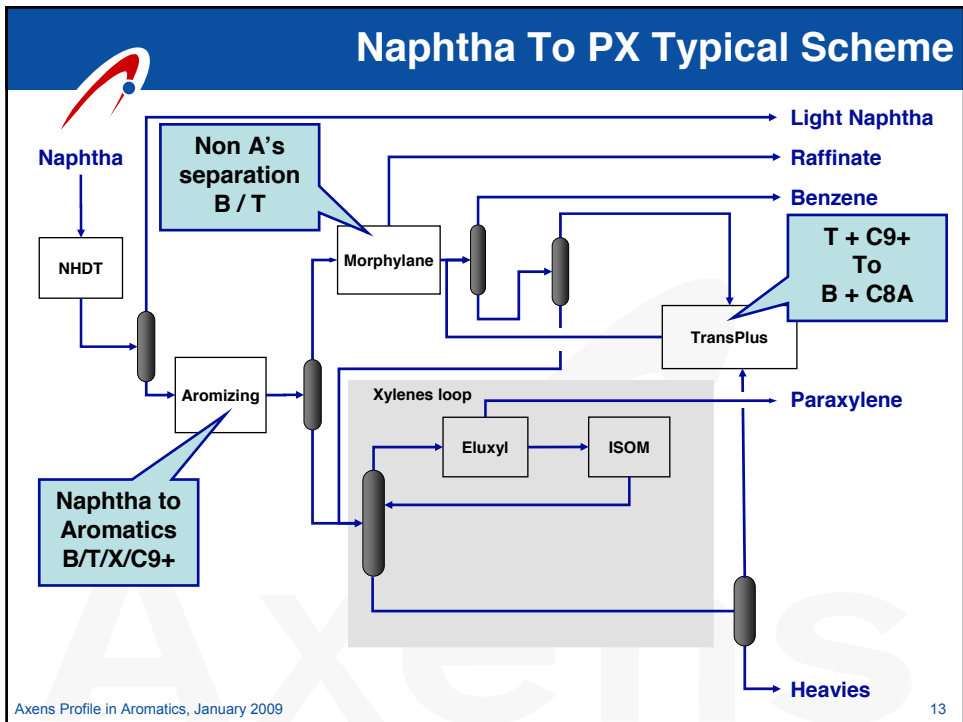 Naphtha To PX Typical Scheme
Light Naphtha
Naphtha
Non A's
separation
B / T
Raffinate
Benzene
T + C9+
To
B + C8A
NHDT
Morphylane
TransPlus
Aromizing
Xylenes loop
Paraxylene
Eluxyl
ISOM
Naphtha to
Aromatics
B/T/X/C9+
Heavies
Axens
Axens Profile in Aromatics, January 2009
13